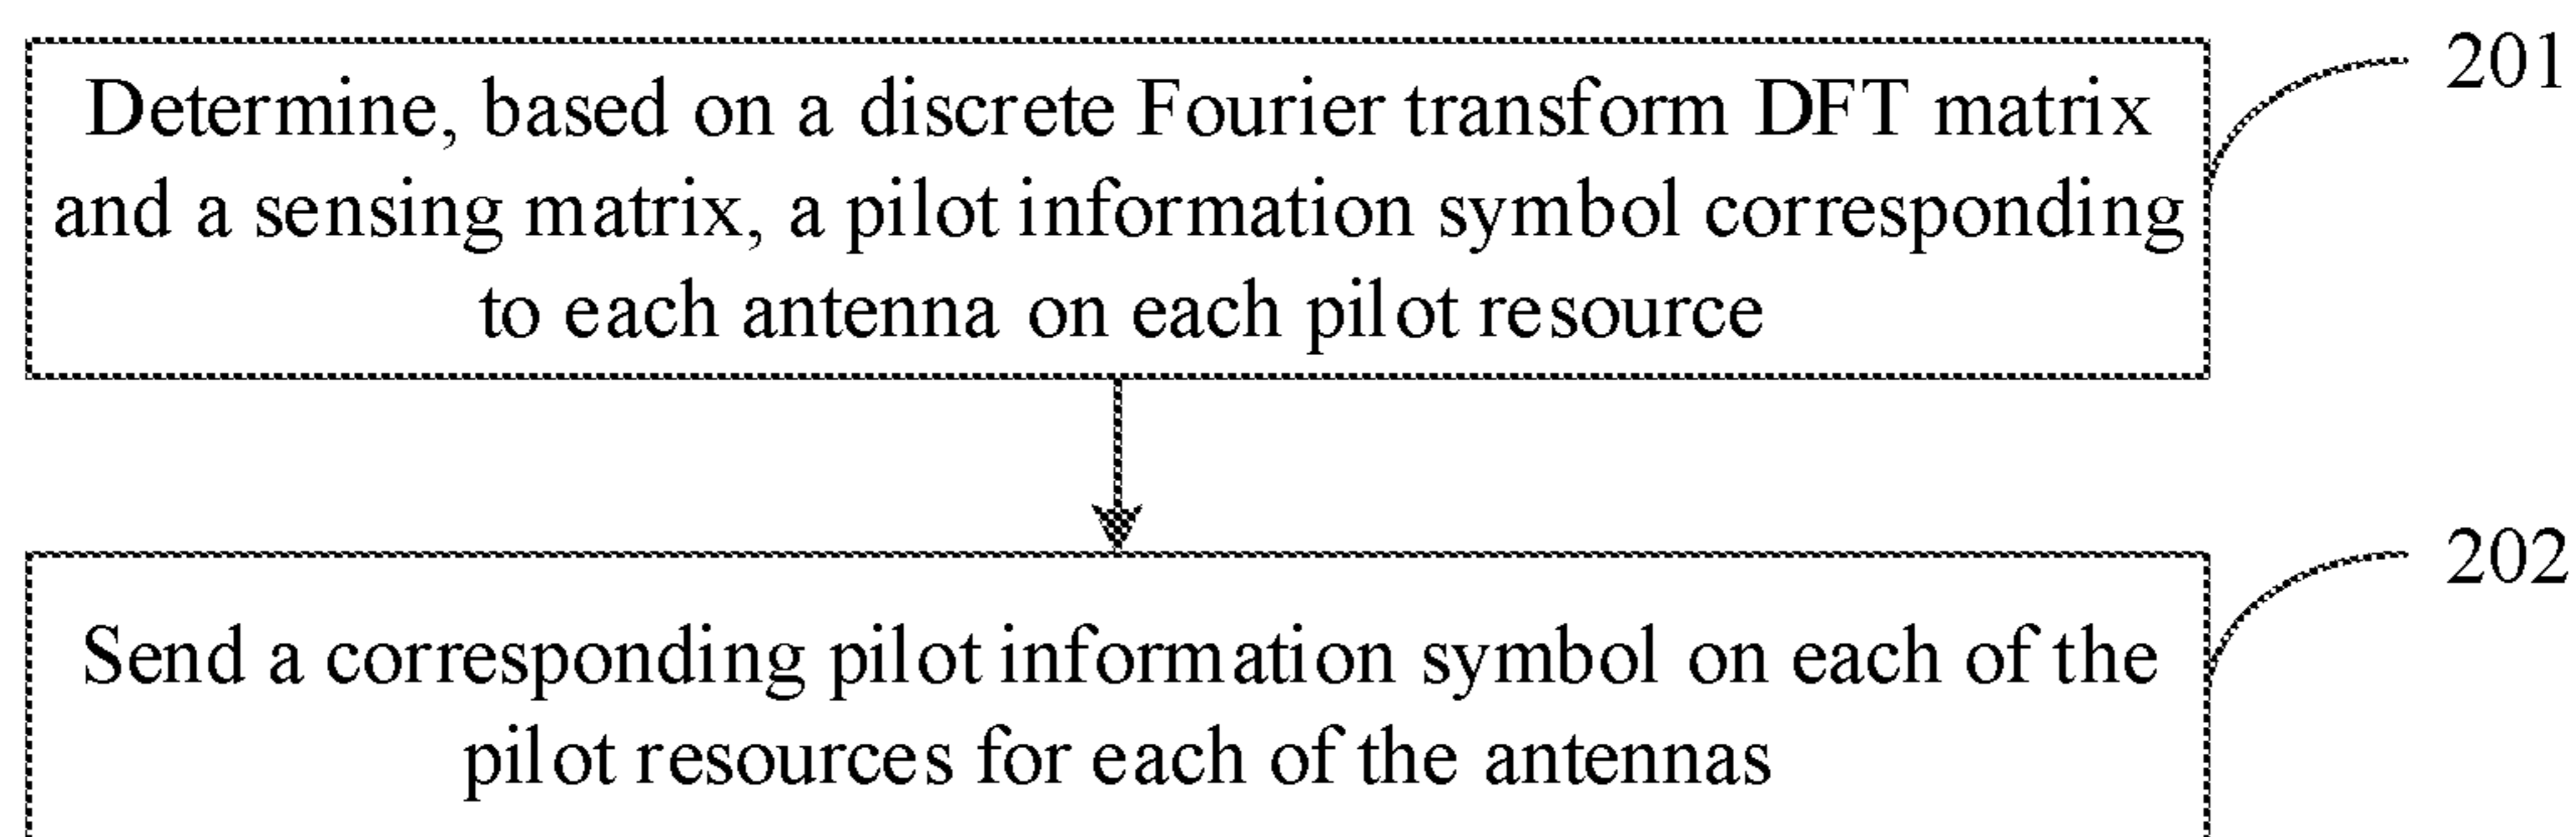 Determine, based on a discrete Fourier transform DFT matrix
and a sensing matrix, a pilot information symbol corresponding
to each antenna on each pilot resource
201
Send a corresponding pilot information symbol on each of the
pilot resources for each of the antennas
202